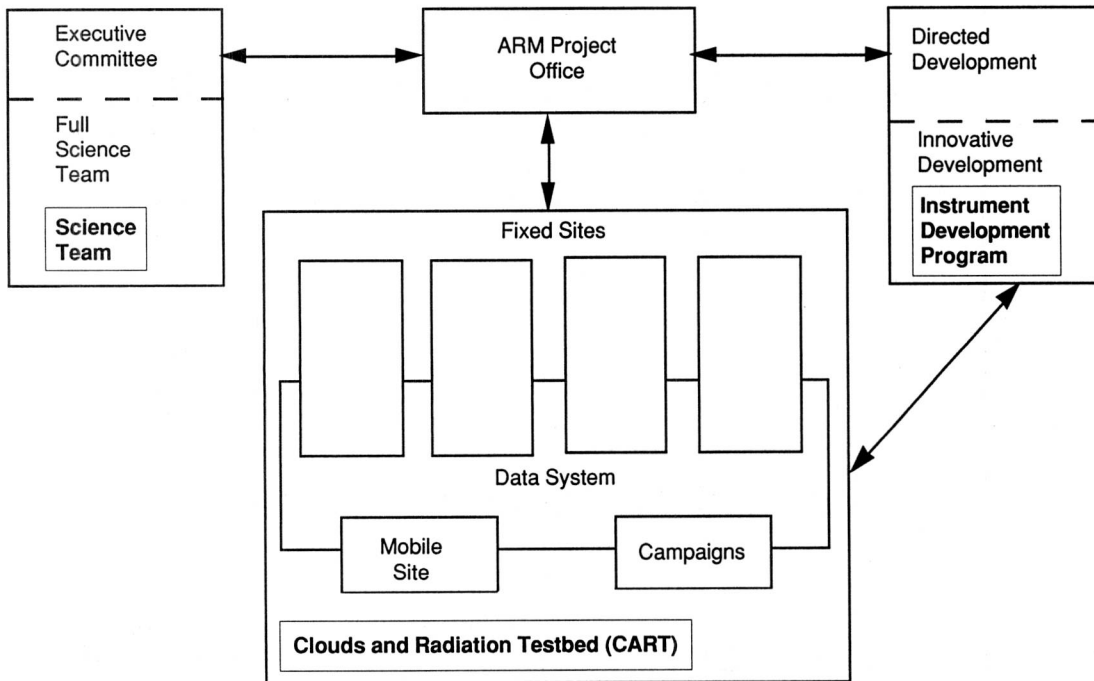 Executive
Committee
Full
Science
Team
Science
Team
ARM Project
Office
Directed
Development
Innovative
Development
Instrument
Development
Program
Fixed Sites
Data System
Mobile
Site
Campaigns
Clouds and Radiation Testbed (CART)